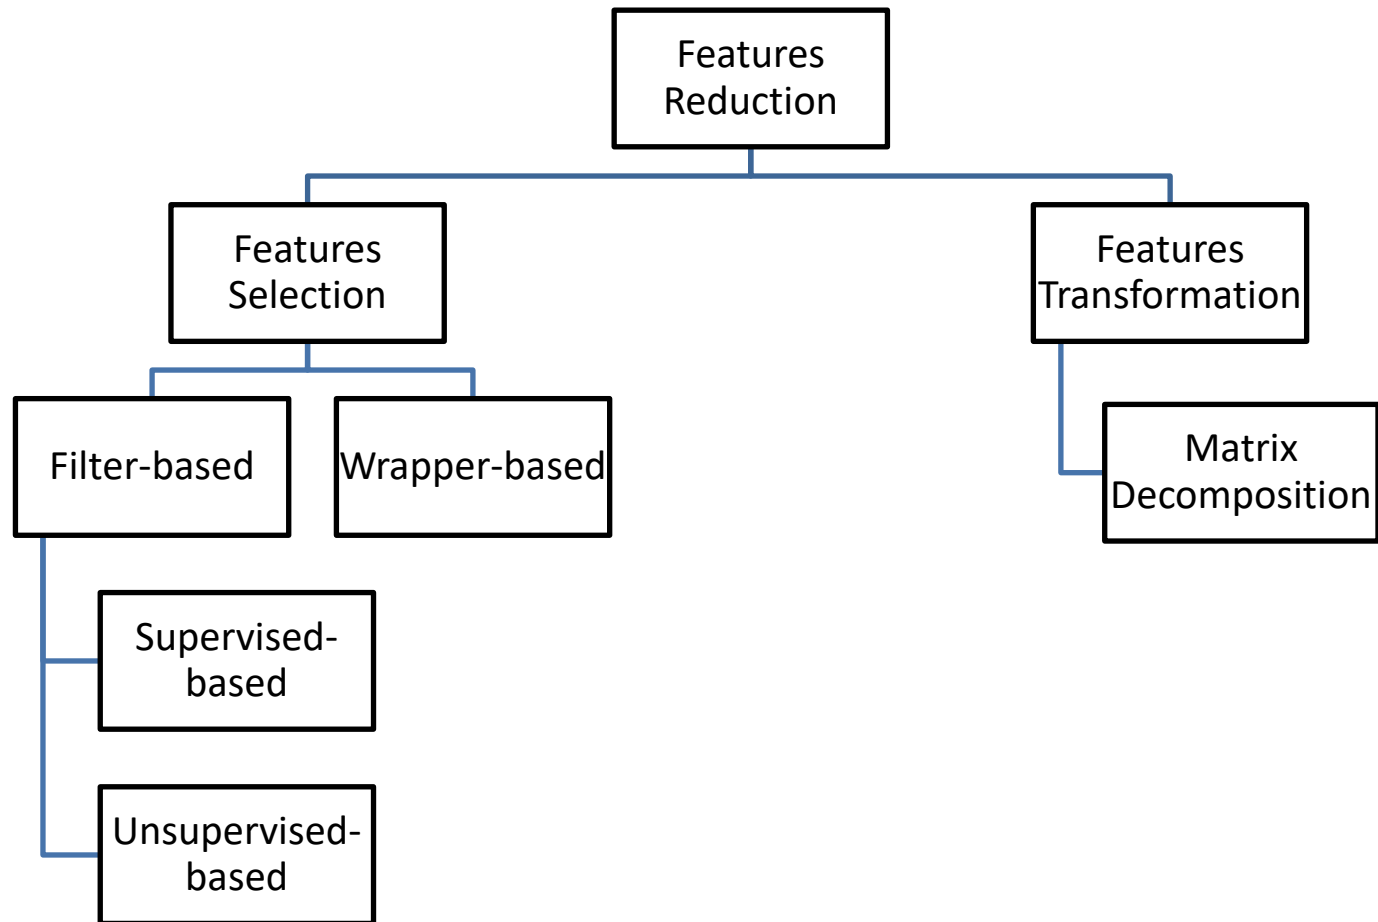 Features
Reduction
Features
Selection
Features
Transformation
Filter-based
Wrapper-based
Matrix
Decomposition
Supervised-
based
Unsupervised-
based